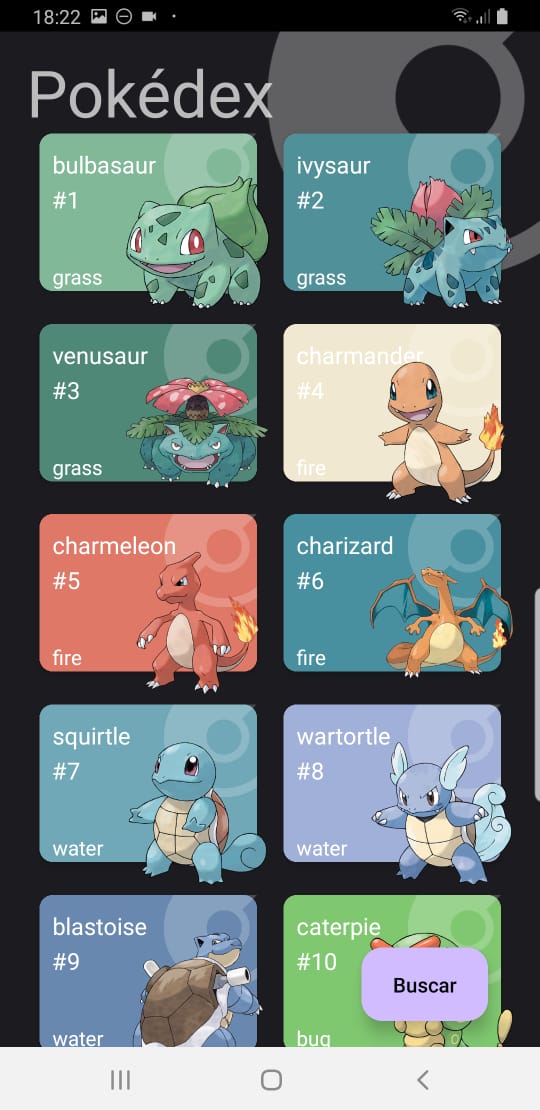 18:22
Pokédex
bulbasaur
#1
grass
ivysaur
#2
grass
venusaur
#3
grass
charmander
#4
fire
charmeleon
#5
fire
charizard
#6
fire
squirtle
#7
water
wartortle
#8
water
blastoise
#9
water
caterpie
#10
bug
Buscar